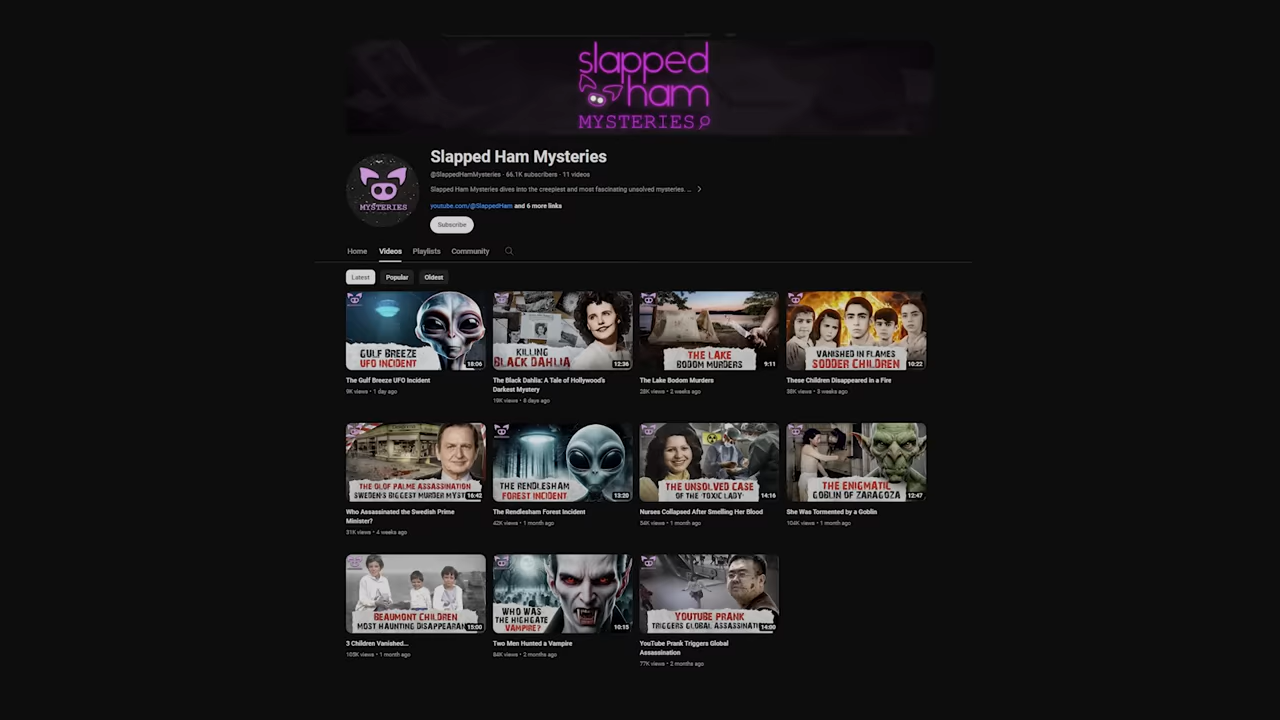 slapped
ham
MYSTERIES
MYSTERIES
Slapped Ham Mysteries
@SlappedHamMysteries · 66.1K subscribers · 11 videos
Slapped Ham Mysteries dives into the creepiest and most fascinating unsolved mysteries. ...
youtube.com/@SlappedHam and 6 more links
Subscribe
Home Videos Playlists Community
Latest Popular Oldest
GULF BREEZE
UFO INCIDENT
18:06
KILLING
BLACK DAHLIA
12:36
THE LAKE
BODOM MURDERS
9:11
VANISHED IN FLAMES
SODDER CHILDREN
10:22
The Gulf Breeze UFO Incident
9K views • 1 day ago
The Black Dahlia: A Tale of Hollywood's
Darkest Mystery
19K views • 8 days ago
The Lake Bodom Murders
28K views • 2 weeks ago
These Children Disappeared in a Fire
38K views • 3 weeks ago
THE OLOF PALME ASSASSINATION
SWEDEN'S BIGGEST MURDER MYST
16:42
THE RENDLESHAM
FOREST INCIDENT
13:20
THE UNSOLVED CASE
OF THE 'TOXIC LADY'
14:16
THE ENIGMATIC
GOBLIN OF ZARAGOZA
12:47
Who Assassinated the Swedish Prime
Minister?
31K views • 4 weeks ago
The Rendlesham Forest Incident
42K views • 1 month ago
Nurses Collapsed After Smelling Her Blood
54K views • 1 month ago
She Was Tormented by a Goblin
104K views • 1 month ago
BEAUMONT CHILDREN
MOST HAUNTING DISAPPEARAN
15:00
WHO WAS
THE HIGHGATE
VAMPIRE?
10:15
YOUTUBE PRANK
TRIGGERS GLOBAL ASSASSINATI
14:00
3 Children Vanished...
105K views • 1 month ago
Two Men Hunted a Vampire
84K views • 2 months ago
YouTube Prank Triggers Global
Assassination
77K views • 2 months ago